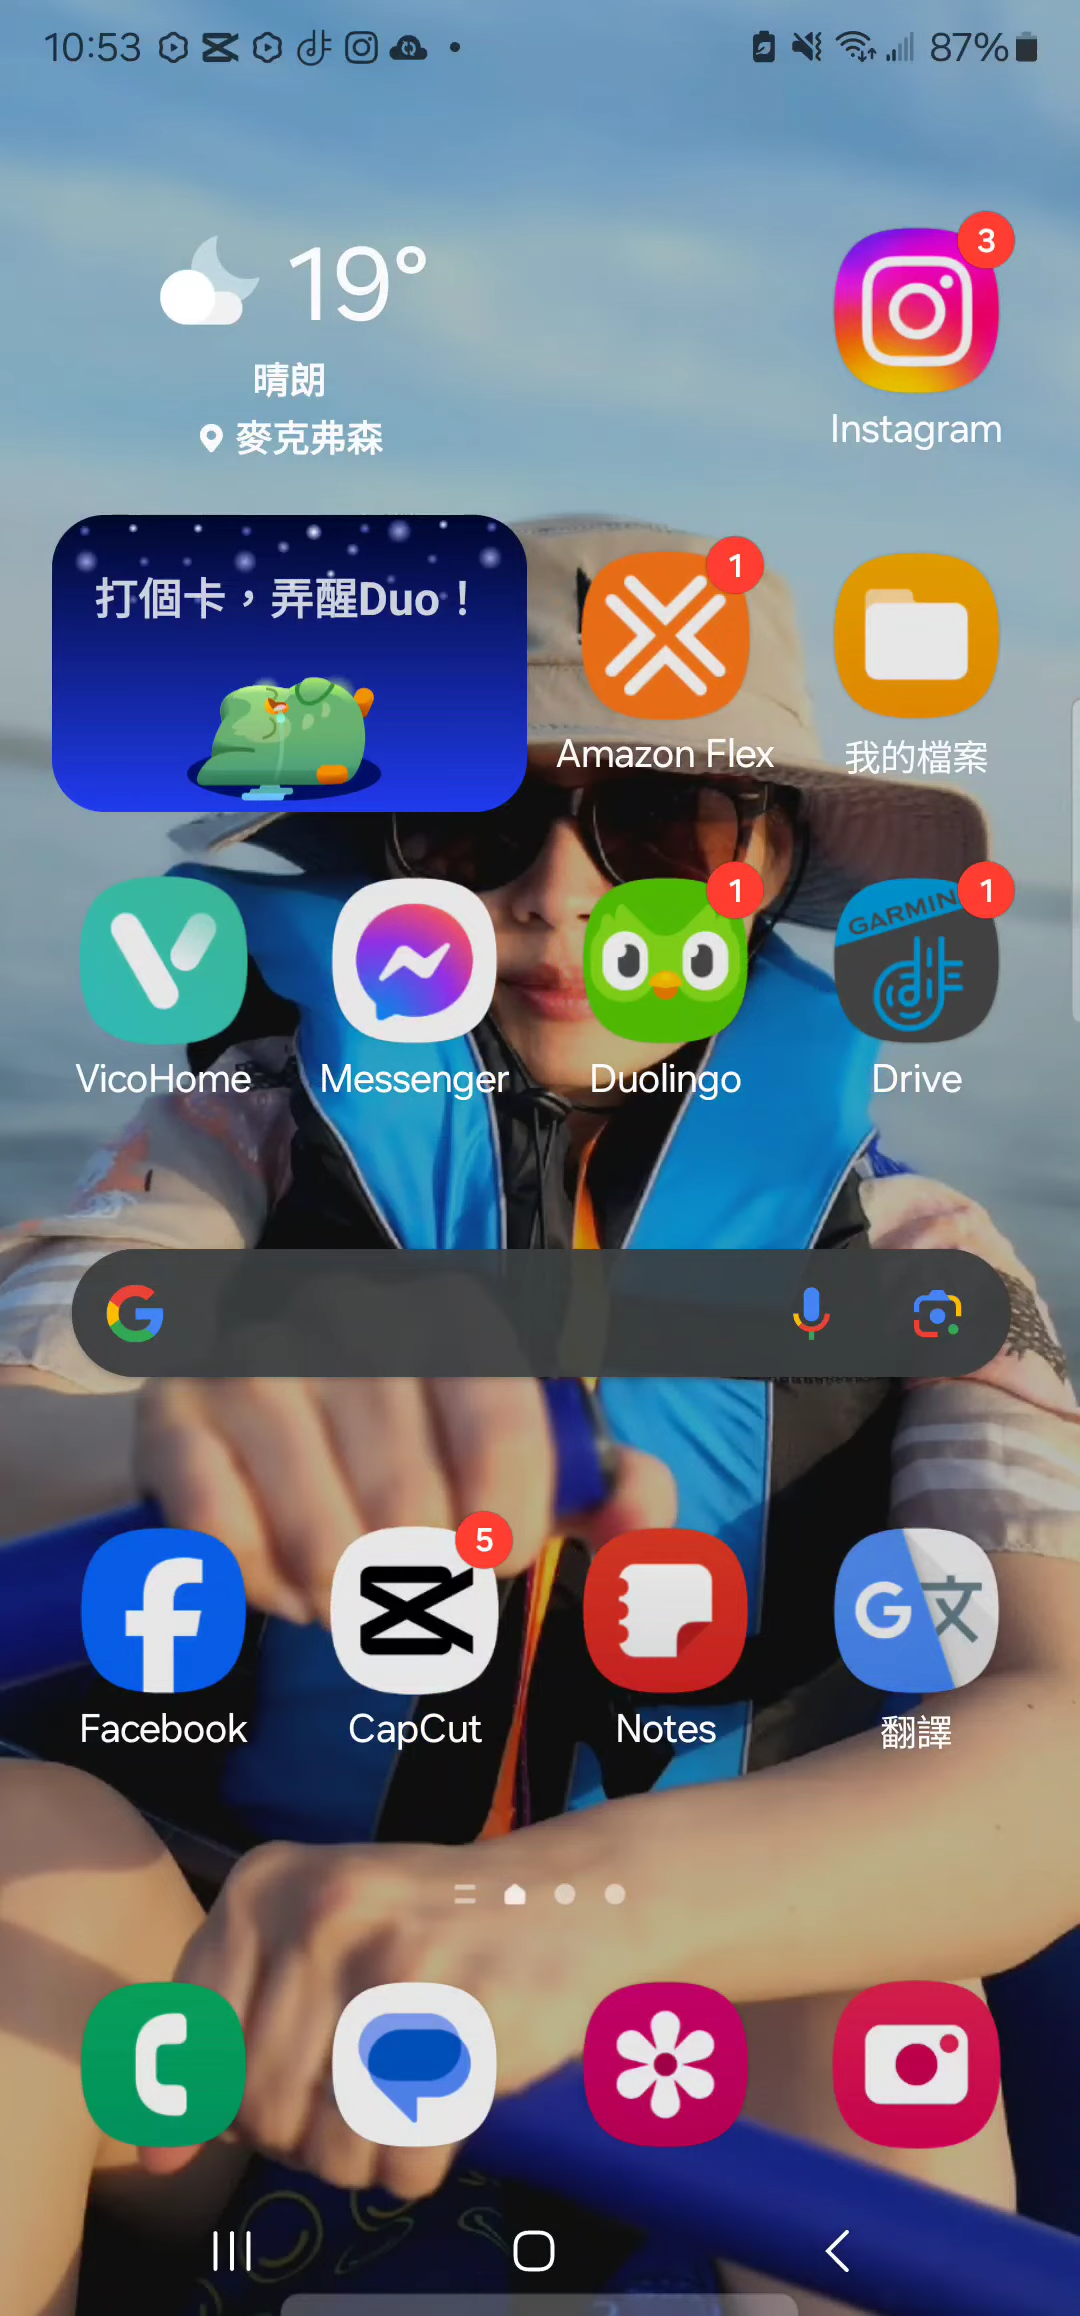 10:53
87%
19°
晴朗
麥克弗森
3
Instagram
打個卡，弄醒Duo！
1
Amazon Flex
我的檔案
VicoHome
Messenger
1
Duolingo
GARMIN
1
Drive
Facebook
5
CapCut
Notes
G文
翻譯